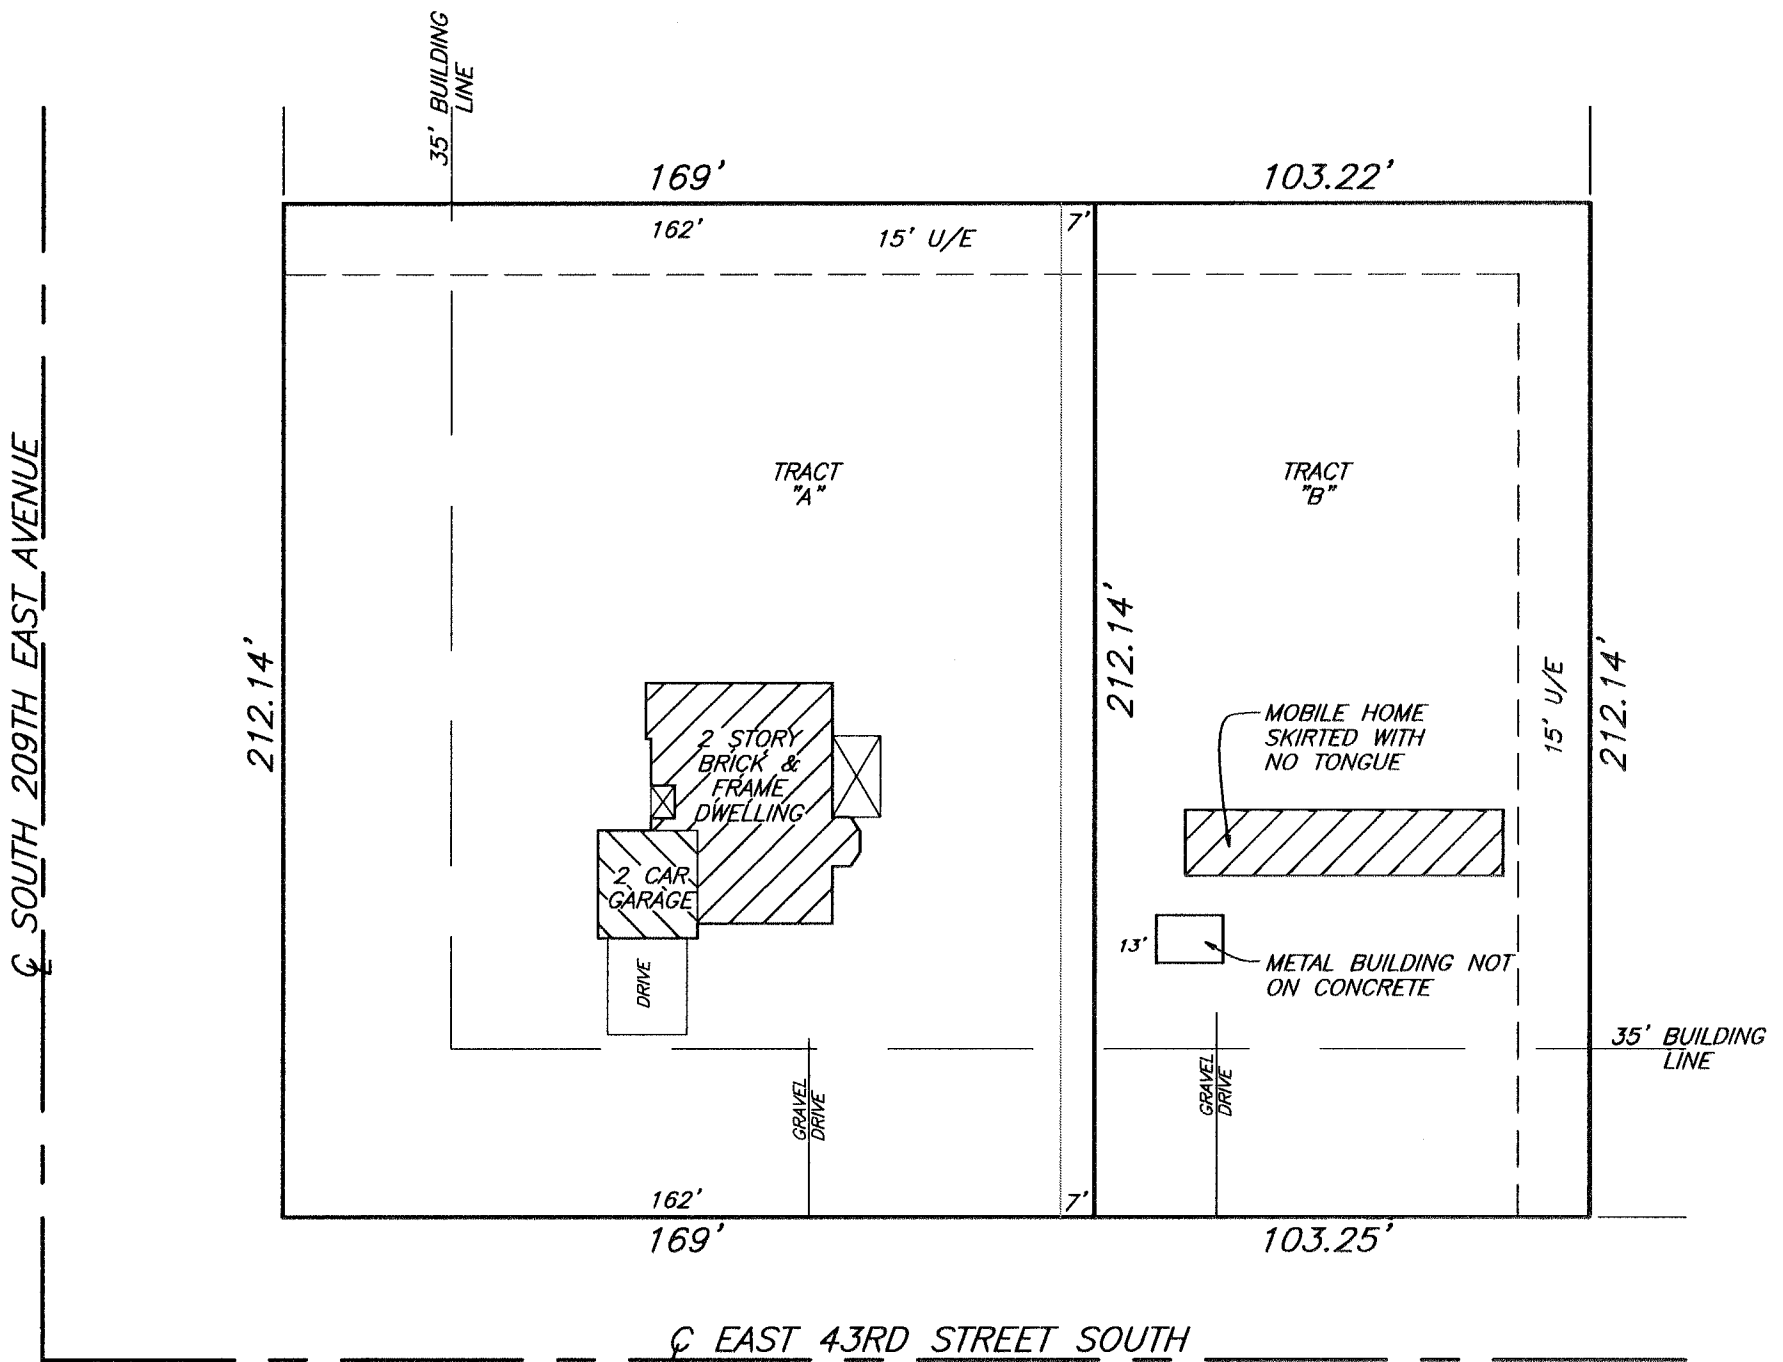 35' BUILDING
LINE
169'
103.22'
162'
15' U/E
7'
TRACT
"A"
TRACT
"B"
℄ SOUTH 209TH EAST AVENUE
212.14'
212.14'
212.14'
15' U/E
MOBILE HOME
SKIRTED WITH
NO TONGUE
2 STORY
BRICK &
FRAME
DWELLING
2 CAR
GARAGE
DRIVE
13'
METAL BUILDING NOT
ON CONCRETE
35' BUILDING
LINE
GRAVEL
DRIVE
GRAVEL
DRIVE
162'
7'
169'
103.25'
℄ EAST 43RD STREET SOUTH